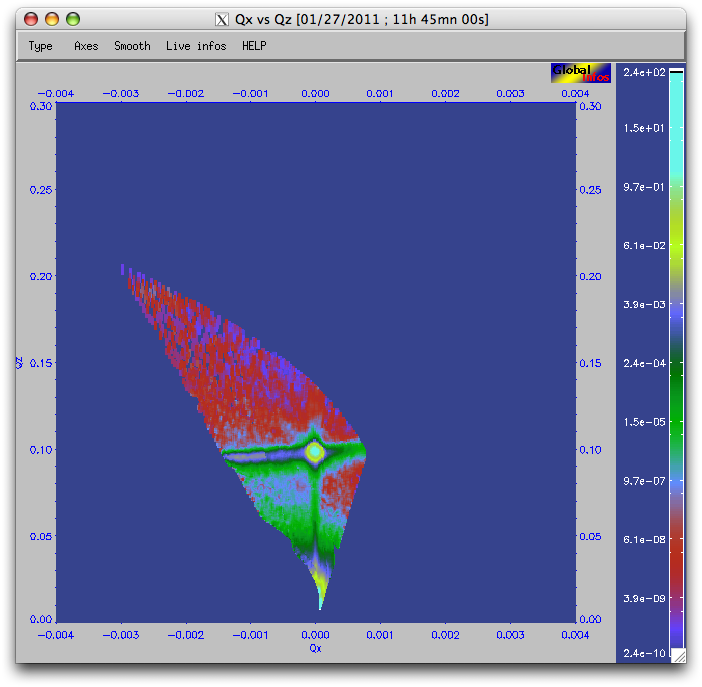 Qx vs Qz [01/27/2011 ; 11h 45mn 00s]
Type Axes Smooth Live infos HELP
Global
Infos
-0.004 -0.003 -0.002 -0.001 0.000 0.001 0.002 0.003 0.004
0.30 0.30
0.25 0.25
0.20 0.20
0.15 0.15
Qz
0.10 0.10
0.05 0.05
0.00 0.00
-0.004 -0.003 -0.002 -0.001 0.000 0.001 0.002 0.003 0.004
Qx
2.4e+02
1.5e+01
9.7e-01
6.1e-02
3.9e-03
2.4e-04
1.5e-05
9.7e-07
6.1e-08
3.9e-09
2.4e-10